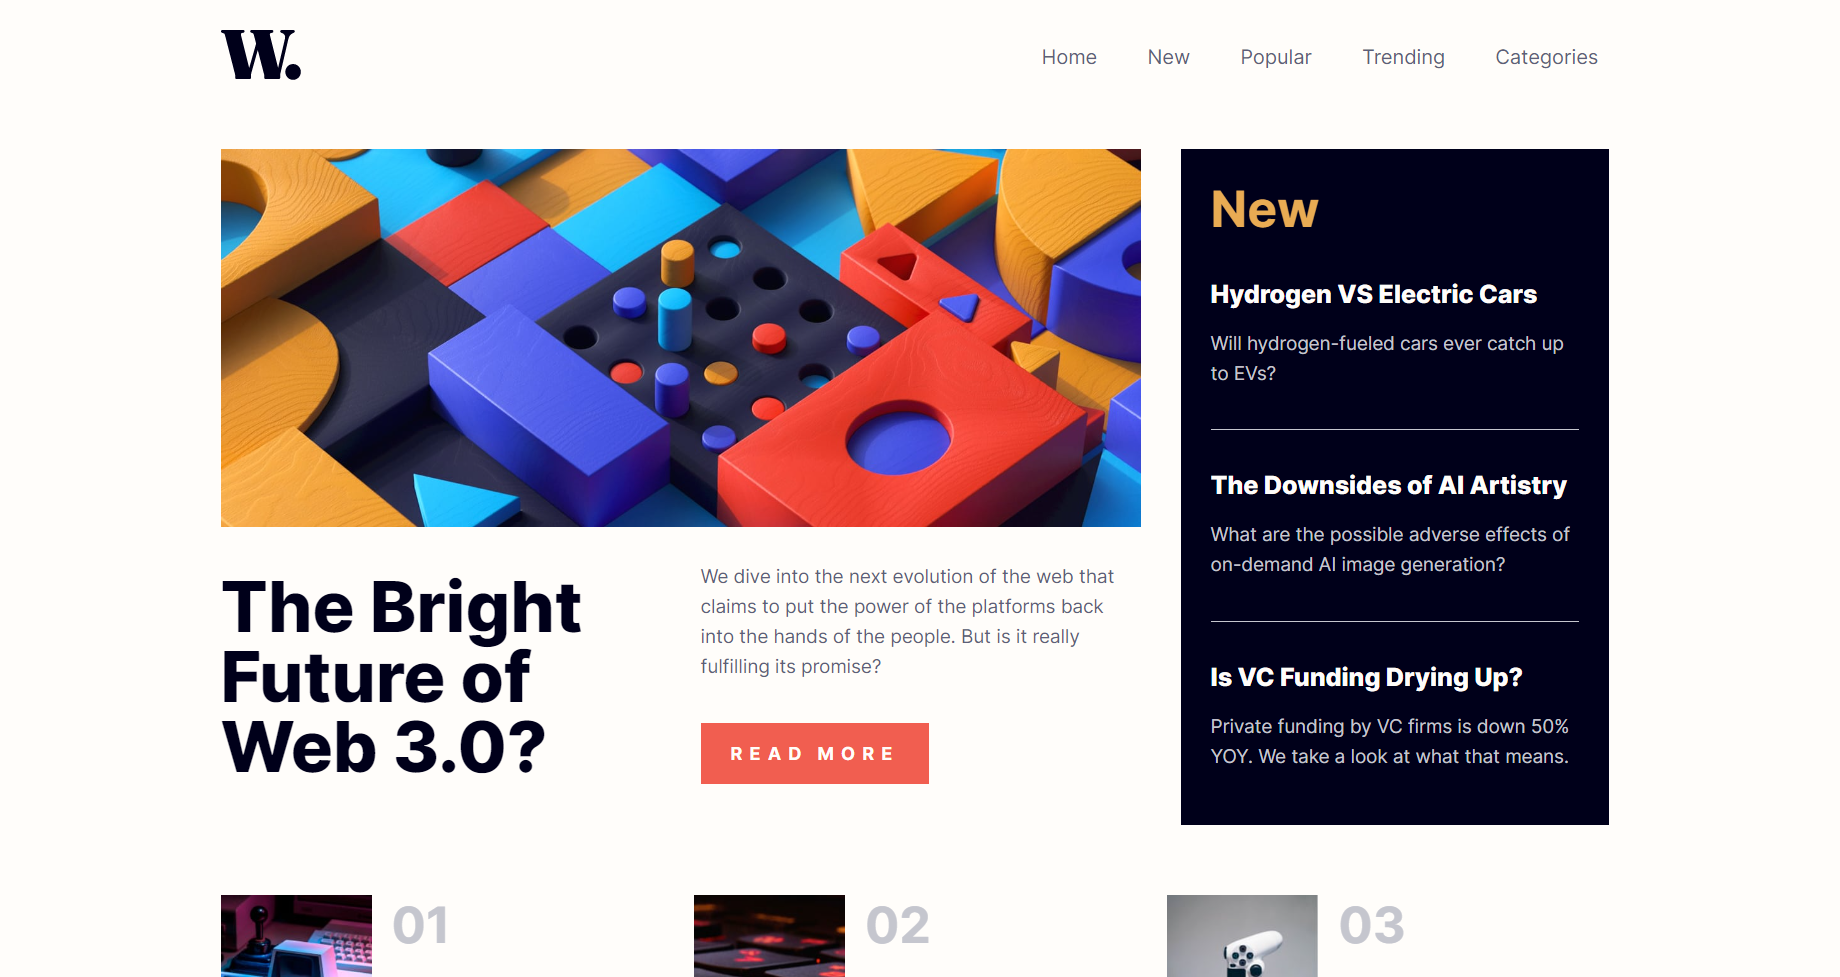 W.
Home New Popular Trending Categories
The Bright
Future of
Web 3.0?
We dive into the next evolution of the web that
claims to put the power of the platforms back
into the hands of the people. But is it really
fulfilling its promise?
READ MORE
New
Hydrogen VS Electric Cars
Will hydrogen-fueled cars ever catch up
to EVs?
The Downsides of AI Artistry
What are the possible adverse effects of
on-demand AI image generation?
Is VC Funding Drying Up?
Private funding by VC firms is down 50%
YOY. We take a look at what that means.
01
02
03